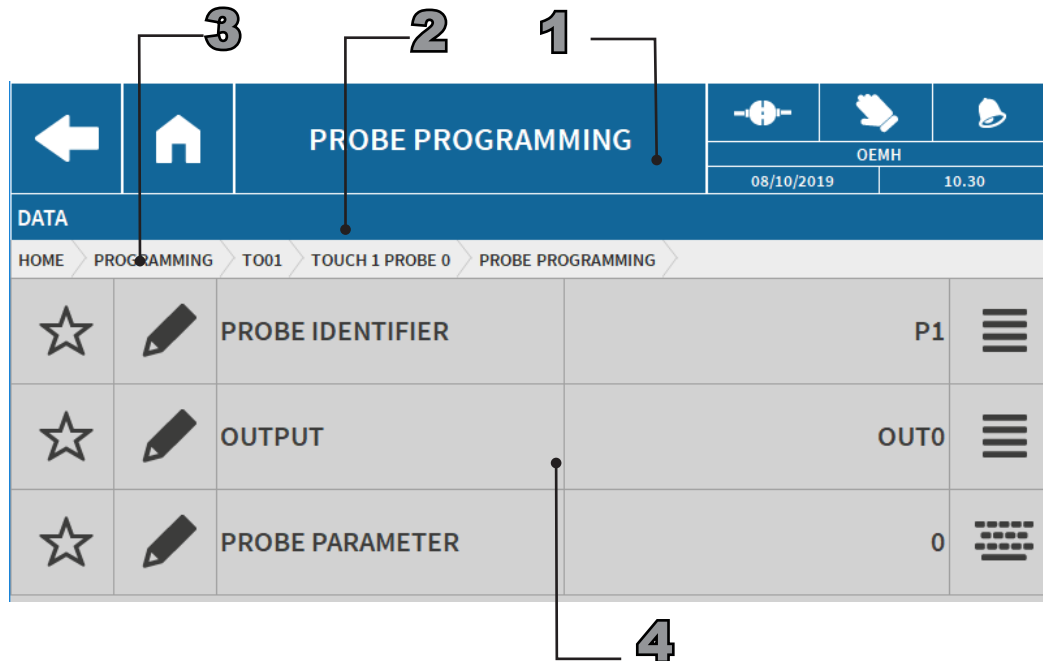 3 2 1
PROBE PROGRAMMING
OEMH
08/10/2019 10.30
DATA
HOME PROGRAMMING TO01 TOUCH 1 PROBE 0 PROBE PROGRAMMING
PROBE IDENTIFIER P1
OUTPUT OUT0
PROBE PARAMETER 0
4